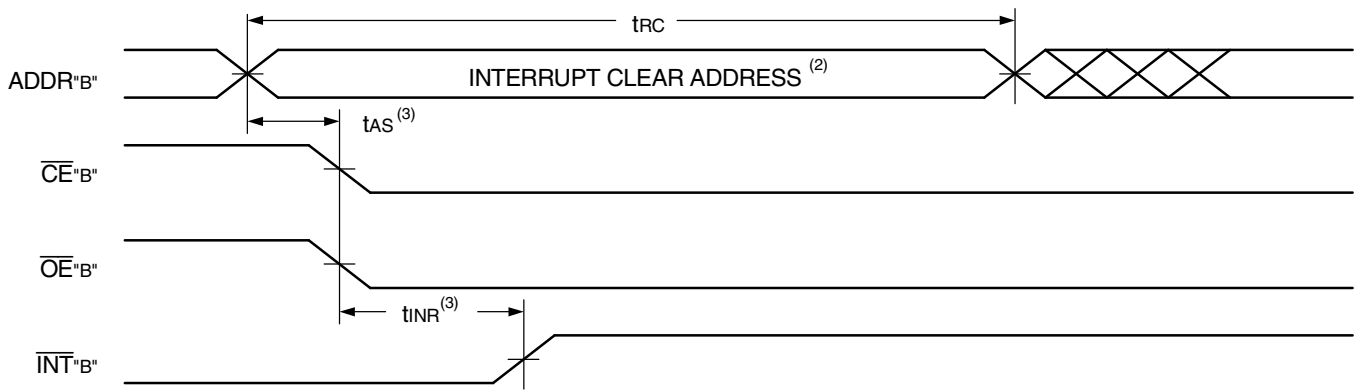 tRC
ADDR"B"
INTERRUPT CLEAR ADDRESS (2)
tAS(3)
CE"B"
OE"B"
tINR(3)
INT"B"